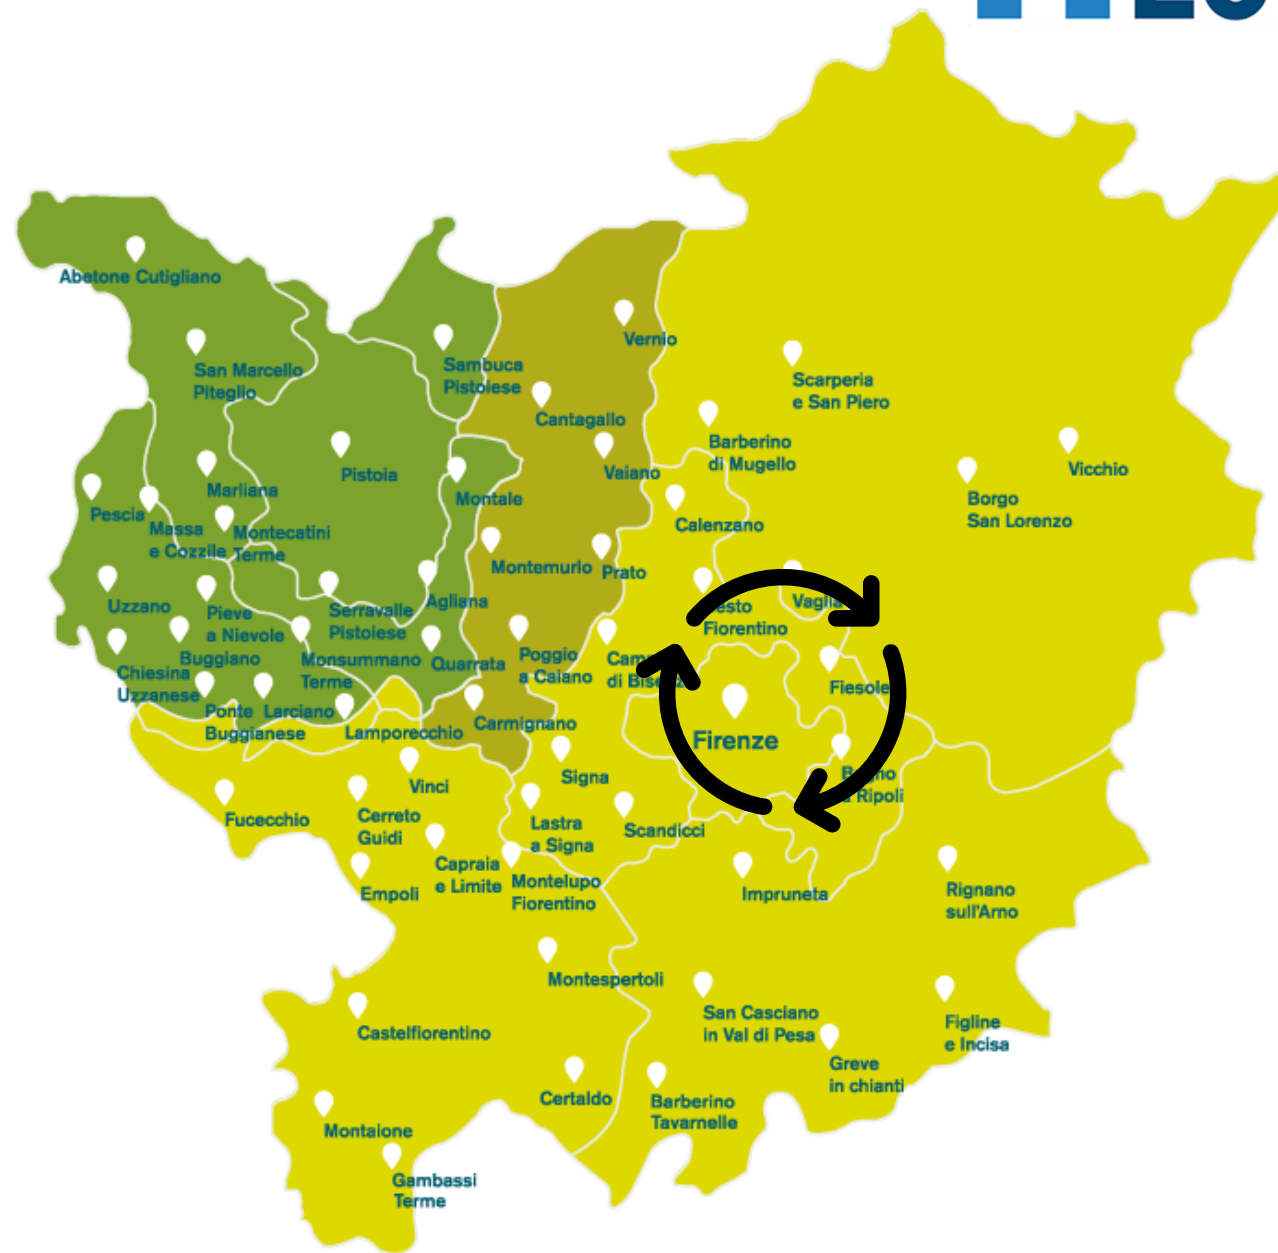 Abetone Cutigliano
Vernio
San Marcello
Piteglio
Sambuca
Pistoiese
Scarperia
e San Piero
Cantagallo
Barberino
di Mugello
Vicchio
Pistoia
Vaiano
Marliana
Montale
Borgo
San Lorenzo
Pescia
Massa
e Cozzile
Montecatini
Terme
Calenzano
Montemurlo
Prato
Uzzano
Pieve
a Nievole
Serravalle
Pistoiese
Agliana
esto
Fiorentino
Vaglia
Buggiano
Monsummano
Terme
Quarrata
Poggio
a Caiano
Chiesina
Uzzanese
Fiesole
Ponte
Buggianese
Larciano
Lamporecchio
Carmignano
Firenze
Signa
Vinci
Ripoli
Fucecchio
Cerreto
Guidi
Lastra
a Signa
Scandicci
Capraia
e Limite
Montelupo
Fiorentino
Empoli
Impruneta
Rignano
sull'Arno
Montespertoli
San Casciano
in Val di Pesa
Figline
e Incisa
Castelfiorentino
Greve
in chianti
Certaldo
Barberino
Tavarnelle
Montaione
Gambassi
Terme